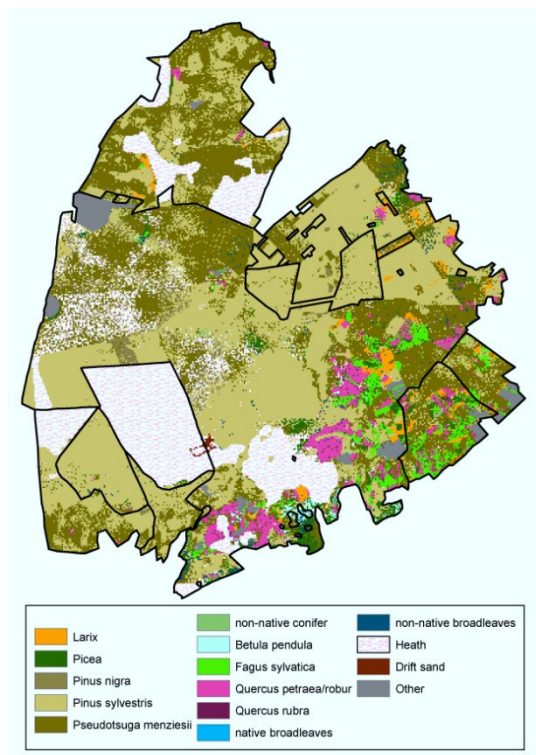 Larix
Picea
Pinus nigra
Pinus sylvestris
Pseudotsuga menziesii
non-native conifer
Betula pendula
Fagus sylvatica
Quercus petraea/robur
Quercus rubra
native broadleaves
non-native broadleaves
Heath
Drift sand
Other